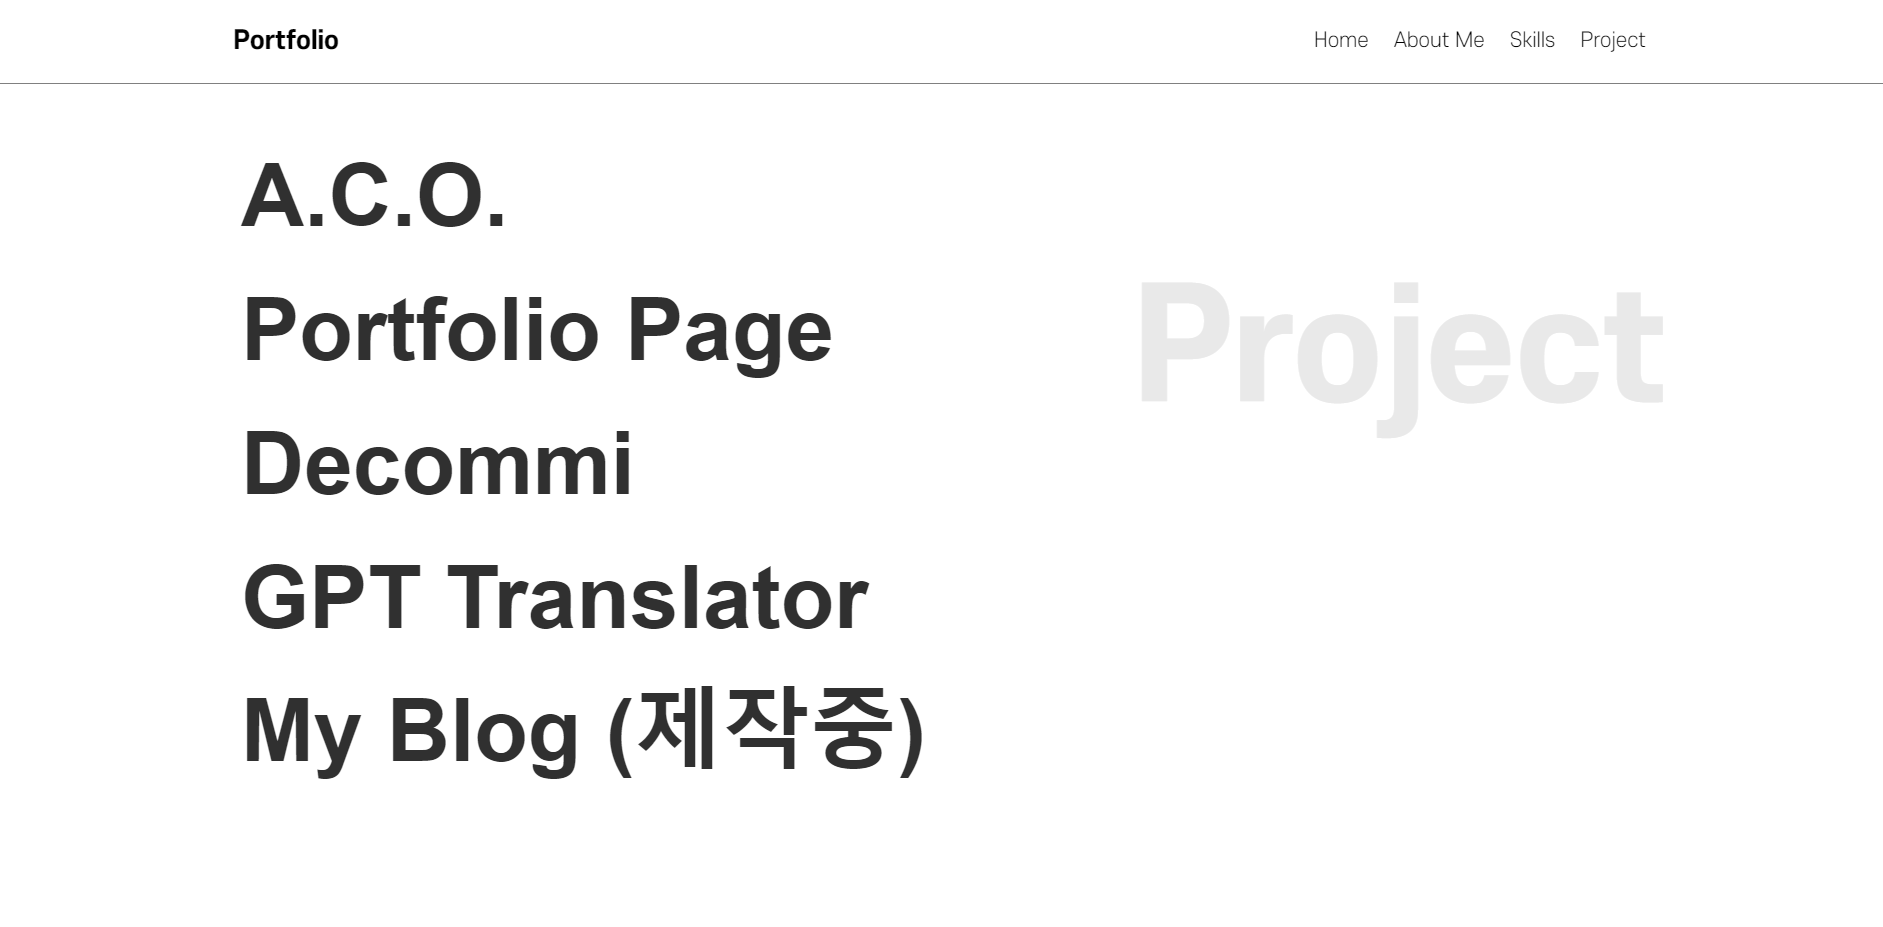 Portfolio
Home About Me Skills Project
A.C.O.
Portfolio Page
Project
Decommi
GPT Translator
My Blog (제작중)